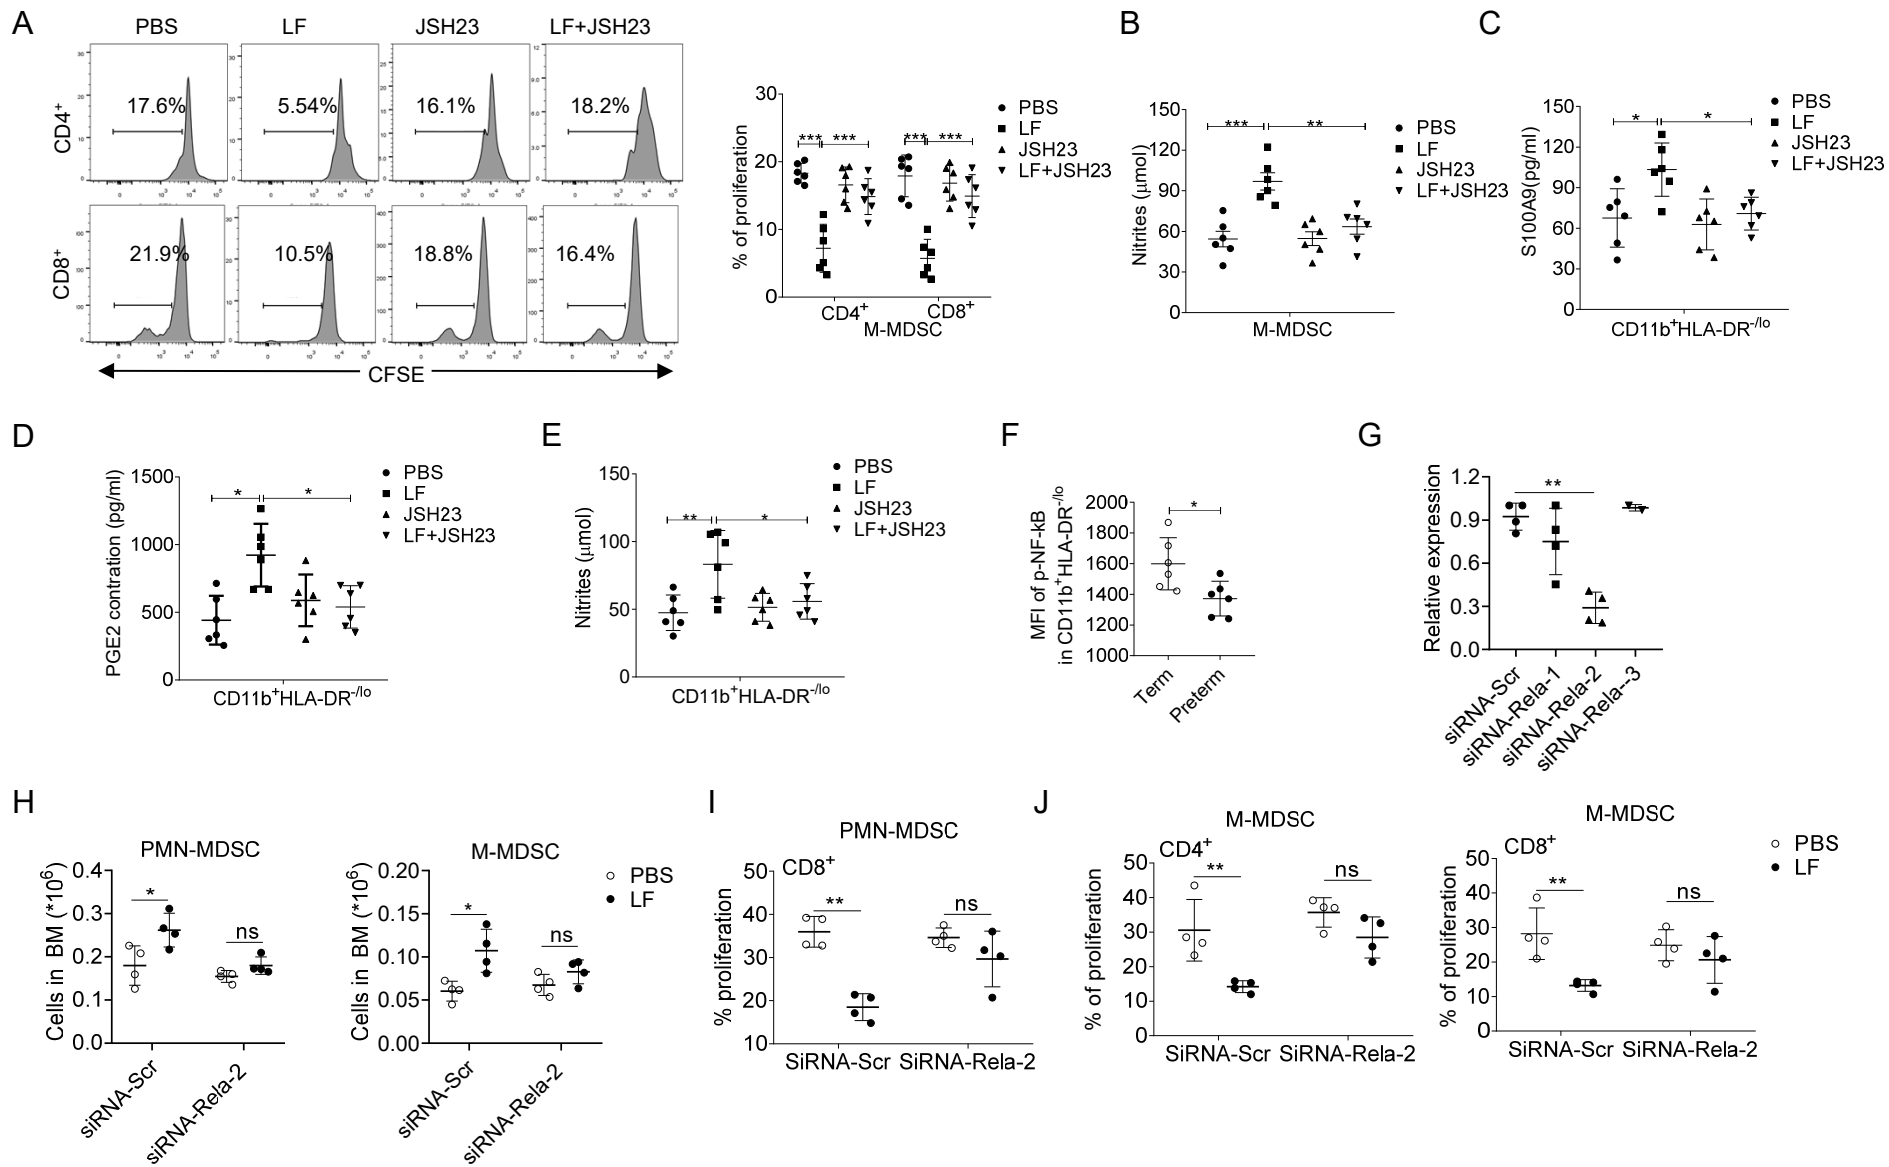 A
PBS
LF
JSH23
LF+JSH23
CD4+
17.6%
5.54%
16.1%
18.2%
CD8+
21.9%
10.5%
18.8%
16.4%
CFSE
% of proliferation
30
20
10
0
*** ***
*** ***
CD4+
CD8+
M-MDSC
PBS
LF
JSH23
LF+JSH23
B
Nitrites (μmol)
150
120
90
60
30
0
*** **
M-MDSC
PBS
LF
JSH23
LF+JSH23
C
S100A9(pg/ml)
150
120
90
60
30
0
* *
CD11b+HLA-DR-/lo
PBS
LF
JSH23
LF+JSH23
D
PGE2 contration (pg/ml)
1500
1000
500
0
* *
CD11b+HLA-DR-/lo
PBS
LF
JSH23
LF+JSH23
E
Nitrites (μmol)
150
100
50
0
** *
CD11b+HLA-DR-/lo
PBS
LF
JSH23
LF+JSH23
F
MFI of p-NF-kB
in CD11b+HLA-DR-/lo
2000
1800
1600
1400
1200
1000
*
Term
Preterm
G
Relative expression
1.2
0.9
0.6
0.3
0.0
**
siRNA-Scr
siRNA-Rela-1
siRNA-Rela-2
siRNA-Rela--3
H
PMN-MDSC
Cells in BM (*10^6)
0.4
0.3
0.2
0.1
0.0
*
ns
siRNA-Scr
siRNA-Rela-2
M-MDSC
Cells in BM (*10^6)
0.20
0.15
0.10
0.05
0.00
*
ns
siRNA-Scr
siRNA-Rela-2
PBS
LF
I
PMN-MDSC
CD8+
% proliferation
50
40
30
20
10
**
ns
SiRNA-Scr
SiRNA-Rela-2
J
M-MDSC
CD4+
% of proliferation
50
40
30
20
10
0
**
ns
SiRNA-Scr
SiRNA-Rela-2
M-MDSC
CD8+
% of proliferation
50
40
30
20
10
0
**
ns
SiRNA-Scr
SiRNA-Rela-2
PBS
LF